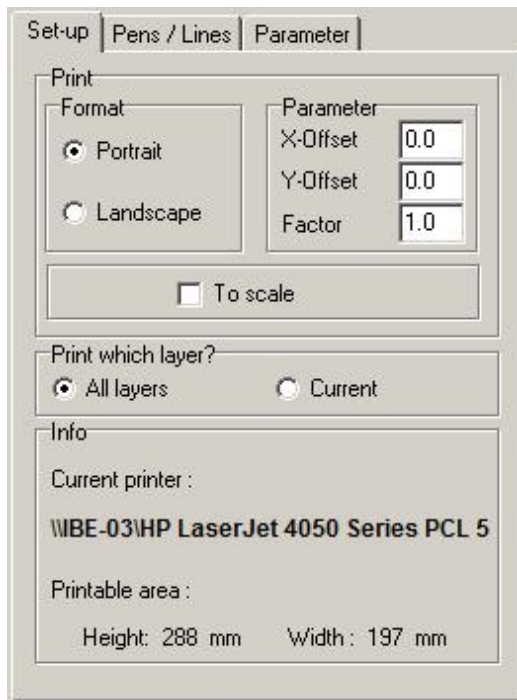 Set-up Pens / Lines Parameter
Print
Format
Portrait
Landscape
Parameter
X-Offset 0.0
Y-Offset 0.0
Factor 1.0
To scale
Print which layer?
All layers Current
Info
Current printer :
\\IBE-03\HP LaserJet 4050 Series PCL 5
Printable area :
Height: 288 mm Width : 197 mm